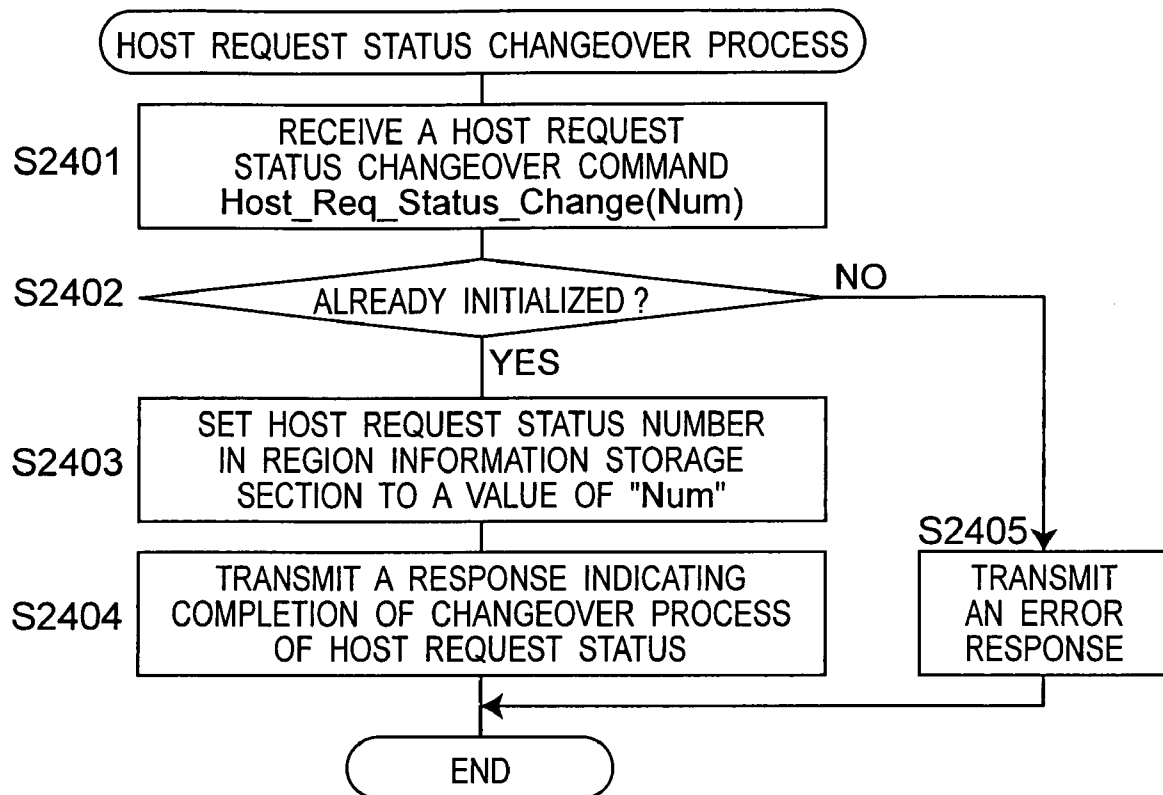 HOST REQUEST STATUS CHANGEOVER PROCESS
S2401
RECEIVE A HOST REQUEST
STATUS CHANGEOVER COMMAND
Host_Req_Status_Change(Num)
S2402
ALREADY INITIALIZED ?
NO
YES
S2403
SET HOST REQUEST STATUS NUMBER
IN REGION INFORMATION STORAGE
SECTION TO A VALUE OF "Num"
S2404
TRANSMIT A RESPONSE INDICATING
COMPLETION OF CHANGEOVER PROCESS
OF HOST REQUEST STATUS
S2405
TRANSMIT
AN ERROR
RESPONSE
END